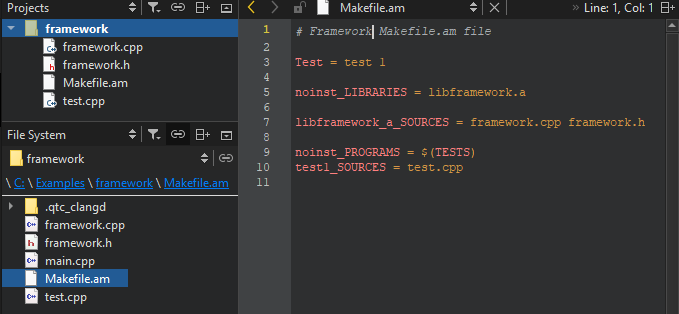 Projects
framework
framework.cpp
framework.h
Makefile.am
test.cpp
File System
framework
\ C: \ Examples \ framework \ Makefile.am
.qtc_clangd
framework.cpp
framework.h
main.cpp
Makefile.am
test.cpp
Makefile.am
» Line: 1, Col: 1
1 # Framework Makefile.am file
2
3 Test = test 1
4
5 noinst_LIBRARIES = libframework.a
6
7 libframework_a_SOURCES = framework.cpp framework.h
8
9 noinst_PROGRAMS = $(TESTS)
10 test1_SOURCES = test.cpp
11